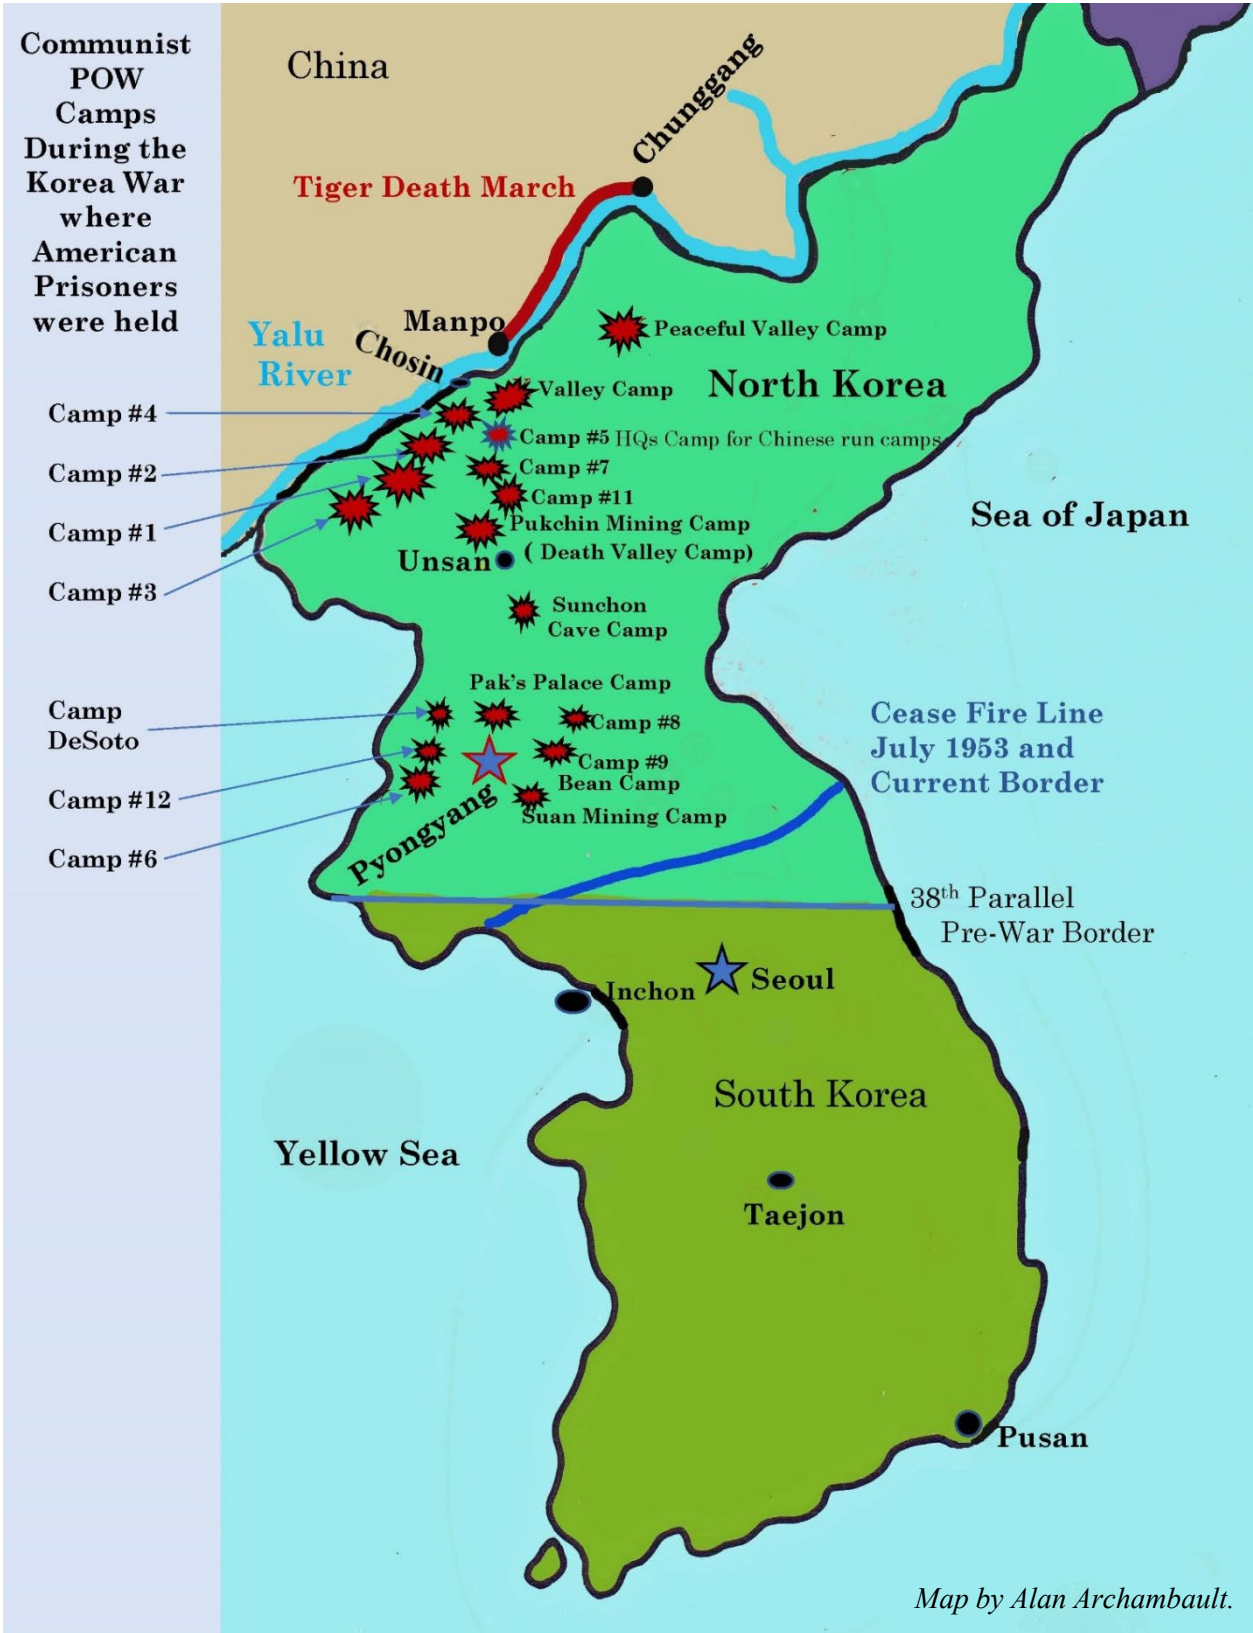 Communist
POW
Camps
During the
Korea War
where
American
Prisoners
were held
China
Chunggang
Tiger Death March
Manpo
Chosin
Yalu
River
Peaceful Valley Camp
Valley Camp
North Korea
Camp #4
Camp #5 HQs Camp for Chinese run camps
Camp #2
Camp #7
Camp #11
Camp #1
Pukchin Mining Camp
( Death Valley Camp)
Sea of Japan
Unsan
Camp #3
Sunchon
Cave Camp
Pak's Palace Camp
Camp
DeSoto
Camp #8
Camp #9
Bean Camp
Suan Mining Camp
Camp #12
Camp #6
Pyongyang
Cease Fire Line
July 1953 and
Current Border
38th Parallel
Pre-War Border
Inchon
Seoul
South Korea
Yellow Sea
Taejon
Pusan
Map by Alan Archambault.